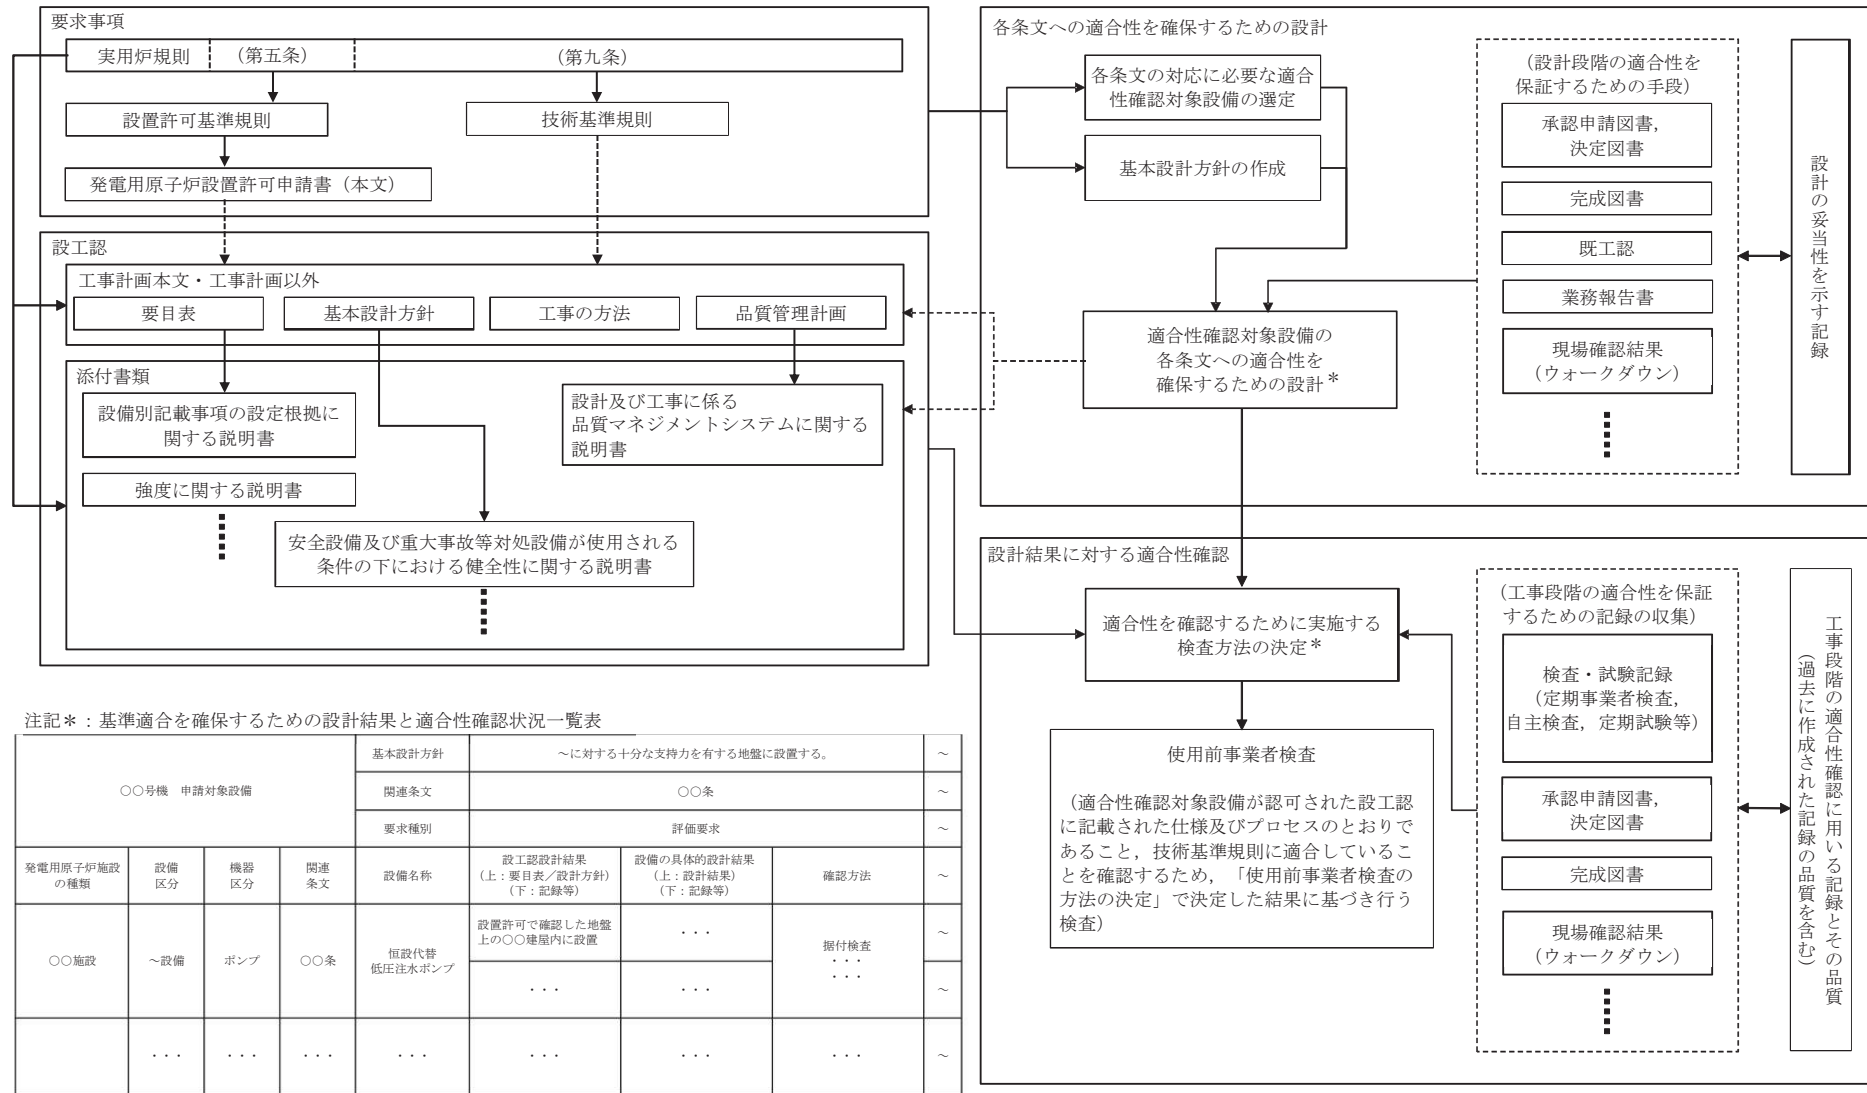 要求事項
実用炉規則
(第五条)
(第九条)
設置許可基準規則
技術基準規則
発電用原子炉設置許可申請書（本文）
設工認
工事計画本文・工事計画以外
要目表
基本設計方針
工事の方法
品質管理計画
添付書類
設備別記載事項の設定根拠に
関する説明書
設計及び工事に係る
品質マネジメントシステムに関する
説明書
強度に関する説明書
安全設備及び重大事故等対処設備が使用される
条件の下における健全性に関する説明書
各条文への適合性を確保するための設計
各条文の対応に必要な適合
性確認対象設備の選定
基本設計方針の作成
適合性確認対象設備の
各条文への適合性を
確保するための設計＊
（設計段階の適合性を
保証するための手段）
承認申請図書，
決定図書
完成図書
既工認
業務報告書
現場確認結果
（ウォークダウン）
設計の妥当性を示す記録
設計結果に対する適合性確認
適合性を確認するために実施する
検査方法の決定＊
使用前事業者検査
（適合性確認対象設備が認可された設工認
に記載された仕様及びプロセスのとおりで
あること，技術基準規則に適合しているこ
とを確認するため，「使用前事業者検査の
方法の決定」で決定した結果に基づき行う
検査）
（工事段階の適合性を保証
するための記録の収集）
検査・試験記録
（定期事業者検査，
自主検査，定期試験等）
承認申請図書，
決定図書
完成図書
現場確認結果
（ウォークダウン）
工事段階の適合性確認に用いる記録とその品質
（過去に作成された記録の品質を含む）
注記＊：基準適合を確保するための設計結果と適合性確認状況一覧表
○○号機　申請対象設備
基本設計方針
～に対する十分な支持力を有する地盤に設置する。
～
関連条文
○○条
～
要求種別
評価要求
～
発電用原子炉施設
の種類
設備
区分
機器
区分
関連
条文
設備名称
設工認設計結果
（上：要目表／設計方針）
（下：記録等）
設備の具体的設計結果
（上：設計結果）
（下：記録等）
確認方法
～
○○施設
～設備
ポンプ
○○条
恒設代替
低圧注水ポンプ
設置許可で確認した地盤
上の○○建屋内に設置
・・・
据付検査
・・・
・・・
～
・・・
・・・
～
・・・
・・・
・・・
・・・
・・・
・・・
・・・
～